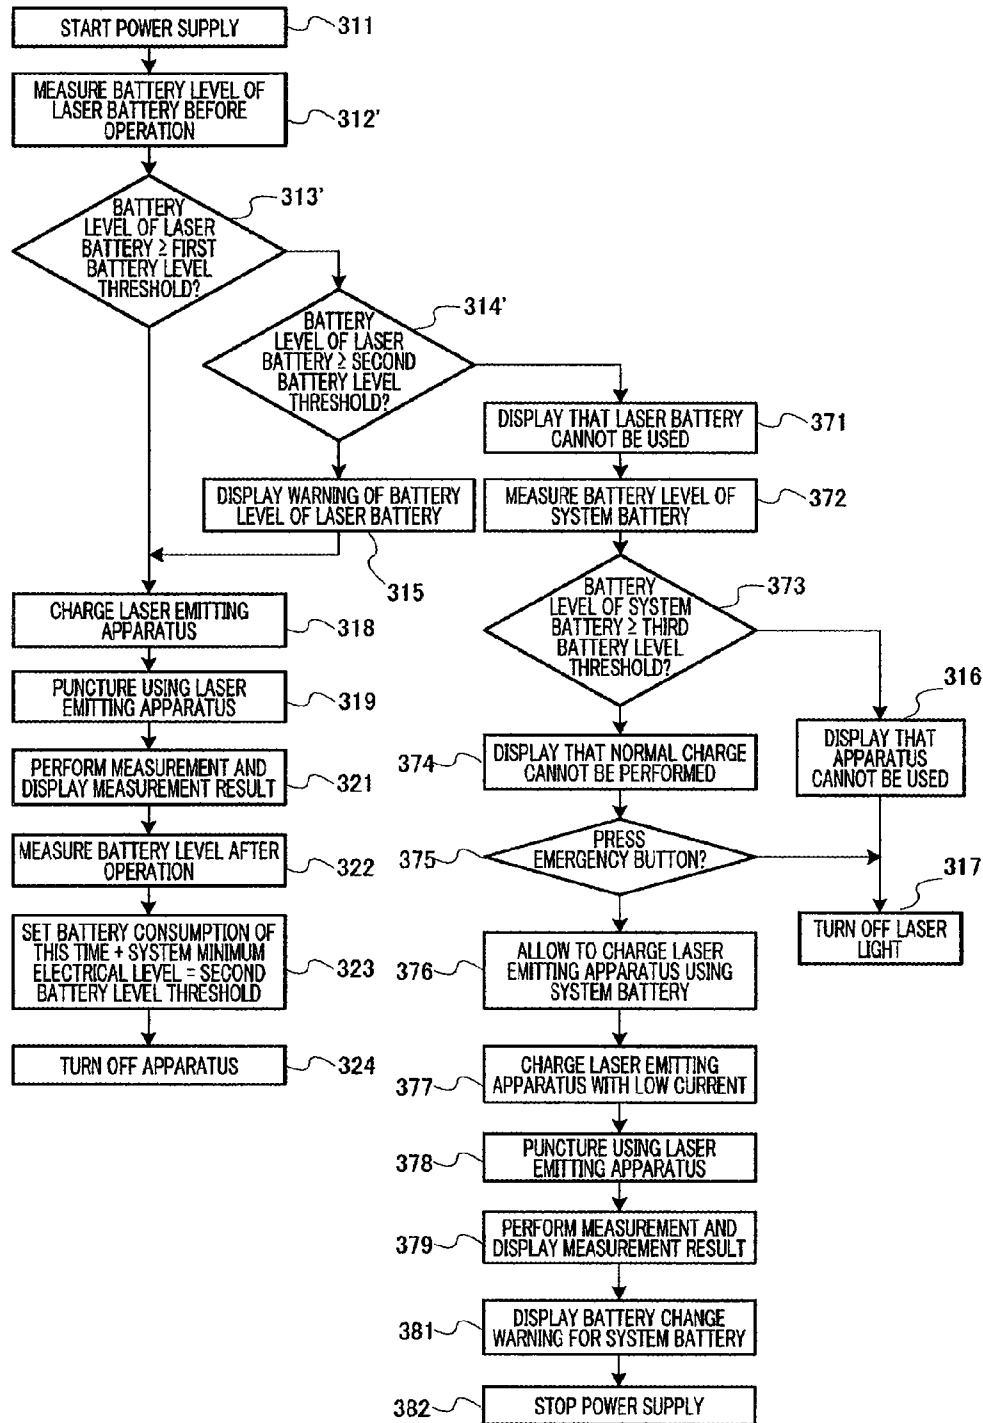 START POWER SUPPLY
311
MEASURE BATTERY LEVEL OF
LASER BATTERY BEFORE
OPERATION
312'
BATTERY
LEVEL OF LASER
BATTERY ≥ FIRST
BATTERY LEVEL
THRESHOLD?
313'
BATTERY
LEVEL OF LASER
BATTERY ≥ SECOND
BATTERY LEVEL
THRESHOLD?
314'
DISPLAY WARNING OF BATTERY
LEVEL OF LASER BATTERY
315
CHARGE LASER EMITTING
APPARATUS
318
PUNCTURE USING LASER
EMITTING APPARATUS
319
PERFORM MEASUREMENT AND
DISPLAY MEASUREMENT RESULT
321
MEASURE BATTERY LEVEL AFTER
OPERATION
322
SET BATTERY CONSUMPTION OF
THIS TIME + SYSTEM MINIMUM
ELECTRICAL LEVEL = SECOND
BATTERY LEVEL THRESHOLD
323
TURN OFF APPARATUS
324
DISPLAY THAT LASER BATTERY
CANNOT BE USED
371
MEASURE BATTERY LEVEL OF
SYSTEM BATTERY
372
BATTERY
LEVEL OF SYSTEM
BATTERY ≥ THIRD
BATTERY LEVEL
THRESHOLD?
373
DISPLAY THAT
APPARATUS
CANNOT BE USED
316
374
DISPLAY THAT NORMAL CHARGE
CANNOT BE PERFORMED
375
PRESS
EMERGENCY BUTTON?
317
TURN OFF LASER
LIGHT
376
ALLOW TO CHARGE LASER
EMITTING APPARATUS USING
SYSTEM BATTERY
377
CHARGE LASER EMITTING
APPARATUS WITH LOW CURRENT
378
PUNCTURE USING LASER
EMITTING APPARATUS
379
PERFORM MEASUREMENT AND
DISPLAY MEASUREMENT RESULT
381
DISPLAY BATTERY CHANGE
WARNING FOR SYSTEM BATTERY
382
STOP POWER SUPPLY